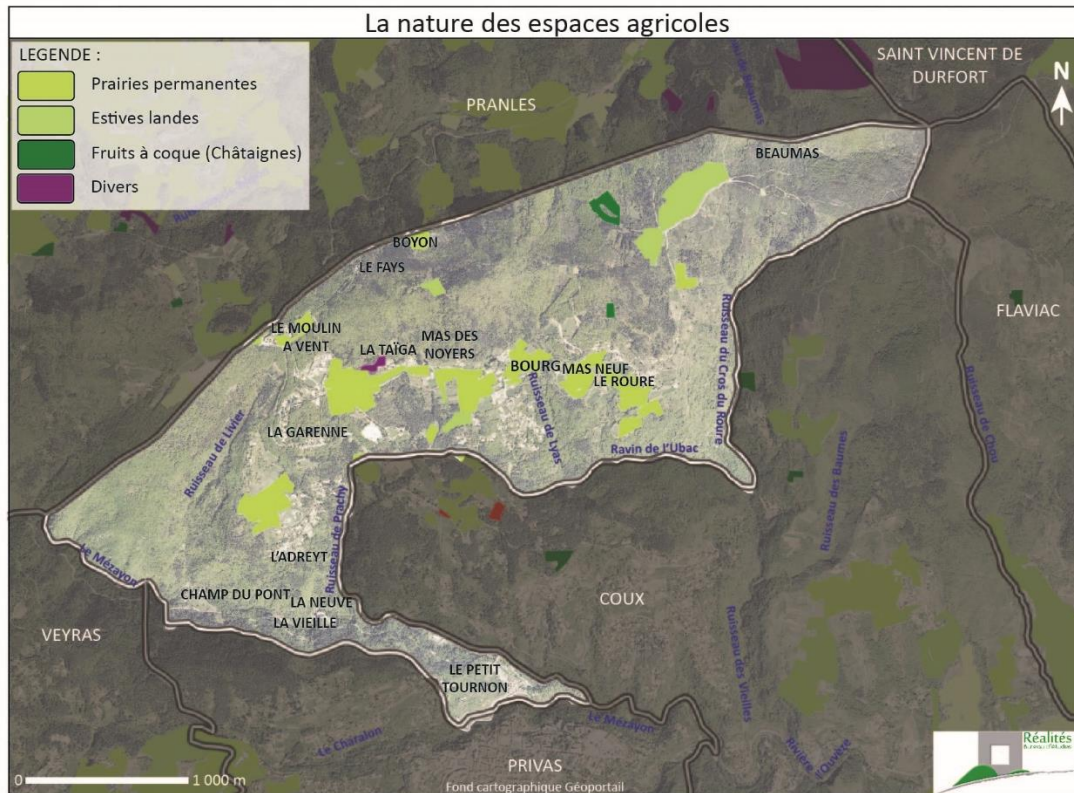 La nature des espaces agricoles
LEGENDE :
Prairies permanentes
Estives landes
Fruits à coque (Châtaignes)
Divers
SAINT VINCENT DE
DURFORT
N
PRANLES
BEAUMAS
BOYON
LE FAYS
FLAVIAC
LE MOULIN
A VENT
LA TAÏGA
MAS DES
NOYERS
BOURG
MAS NEUF
LE ROURE
Ruisseau du Cros du Roure
Ruisseau de Chou
Ruisseau de Lyas
Ruisseau de Livier
LA GARENNE
Ravin de l'Ubac
Ruisseau des Baumes
Ruisseau de Prachy
L'ADREYT
Le Mézayon
CHAMP DU PONT
LA NEUVE
LA VIEILLE
COUX
VEYRAS
Ruisseau des Vieilles
LE PETIT
TOURNON
Le Mézayon
Le Charalon
Rivière
l'Ouvèze
PRIVAS
Fond cartographique Géoportail
0
1 000 m
Réalités